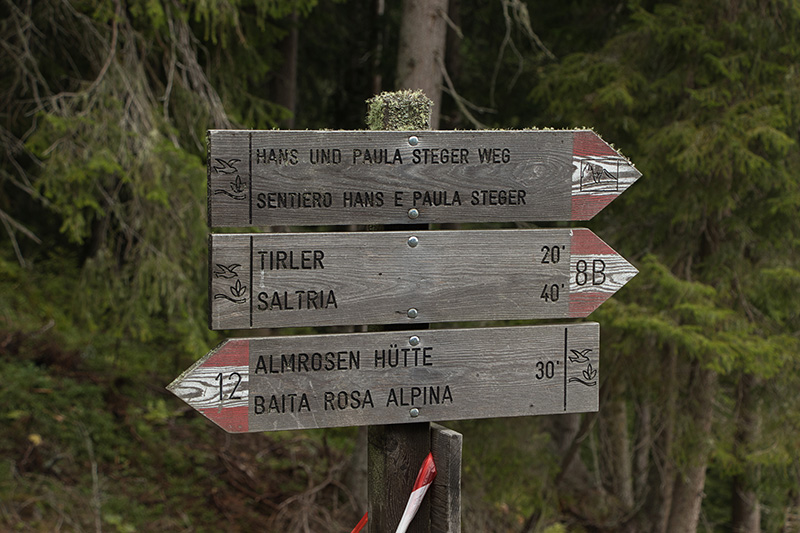 HANS UND PAULA STEGER WEG
SENTIERO HANS E PAULA STEGER
TIRLER 20'
SALTRIA 40'
8B
12
ALMROSEN HÜTTE 30'
BAITA ROSA ALPINA